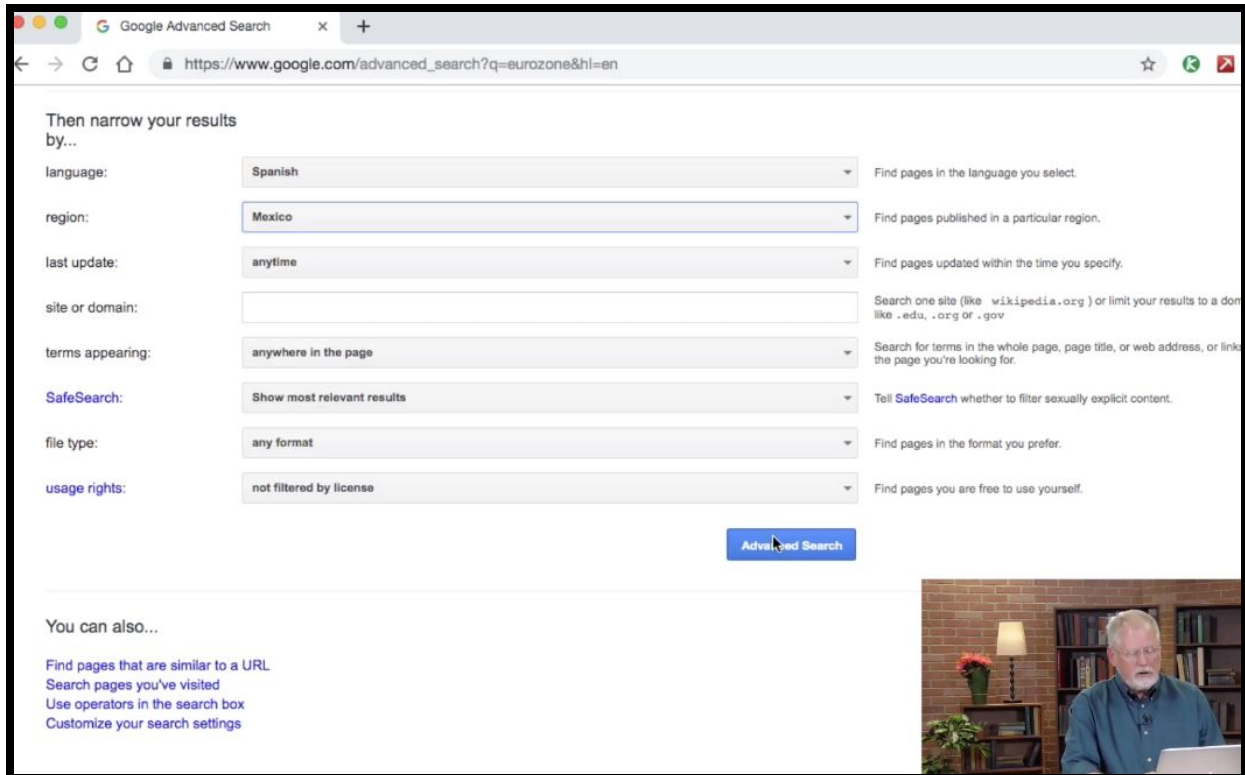 Google Advanced Search
https://www.google.com/advanced_search?q=eurozone&hl=en
Then narrow your results
by...
language: Spanish Find pages in the language you select.
region: Mexico Find pages published in a particular region.
last update: anytime Find pages updated within the time you specify.
site or domain: Search one site (like wikipedia.org ) or limit your results to a
like .edu, .org or .gov
terms appearing: anywhere in the page Search for terms in the whole page, page title, or web address, or
the page you're looking for.
SafeSearch: Show most relevant results Tell SafeSearch whether to filter sexually explicit content.
file type: any format Find pages in the format you prefer.
usage rights: not filtered by license Find pages you are free to use yourself.
Advanced Search
You can also...
Find pages that are similar to a URL
Search pages you've visited
Use operators in the search box
Customize your search settings